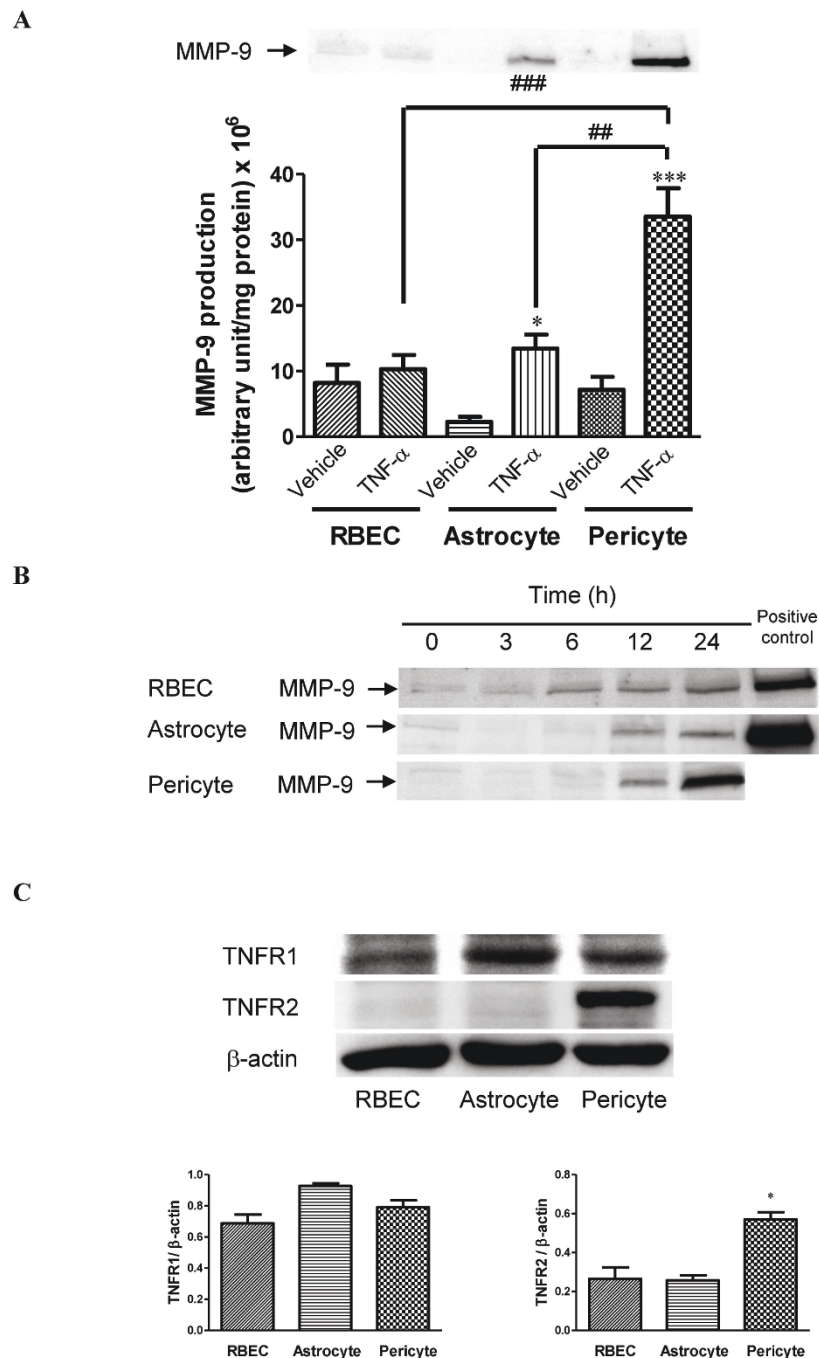 A
MMP-9
###
##
***
*
MMP-9 production
(arbitrary unit/mg protein) x 10⁶
40
30
20
10
0
Vehicle TNF-α Vehicle TNF-α Vehicle TNF-α
RBEC Astrocyte Pericyte
B
Time (h)
0 3 6 12 24 Positive control
RBEC MMP-9
Astrocyte MMP-9
Pericyte MMP-9
C
TNFR1
TNFR2
β-actin
RBEC Astrocyte Pericyte
TNFR1/ β-actin
1.0
0.8
0.6
0.4
0.2
0.0
RBEC Astrocyte Pericyte
TNFR2 / β-actin
0.8
0.6
0.4
0.2
0.0
*
RBEC Astrocyte Pericyte